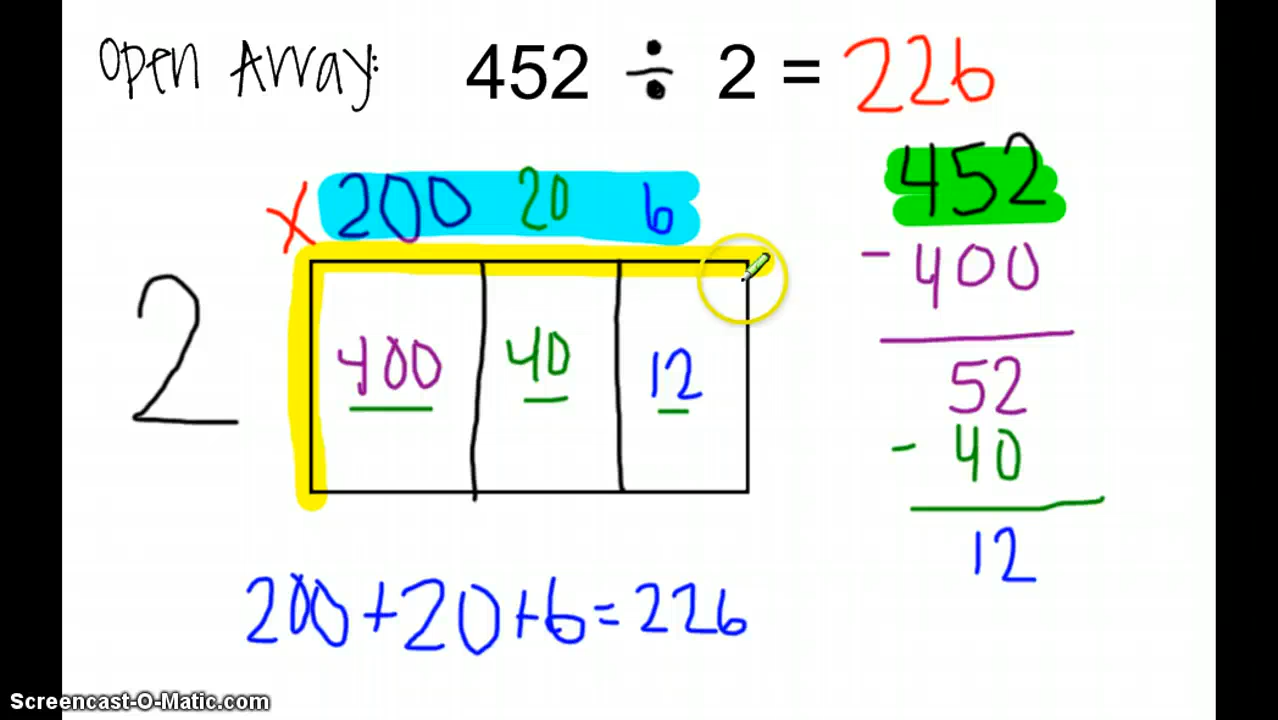 Open Array: 452 ÷ 2 = 226
x 200 20 6
2 400 40 12
452
- 400
52
- 40
12
200+20+6=226
Screencast-O-Matic.com